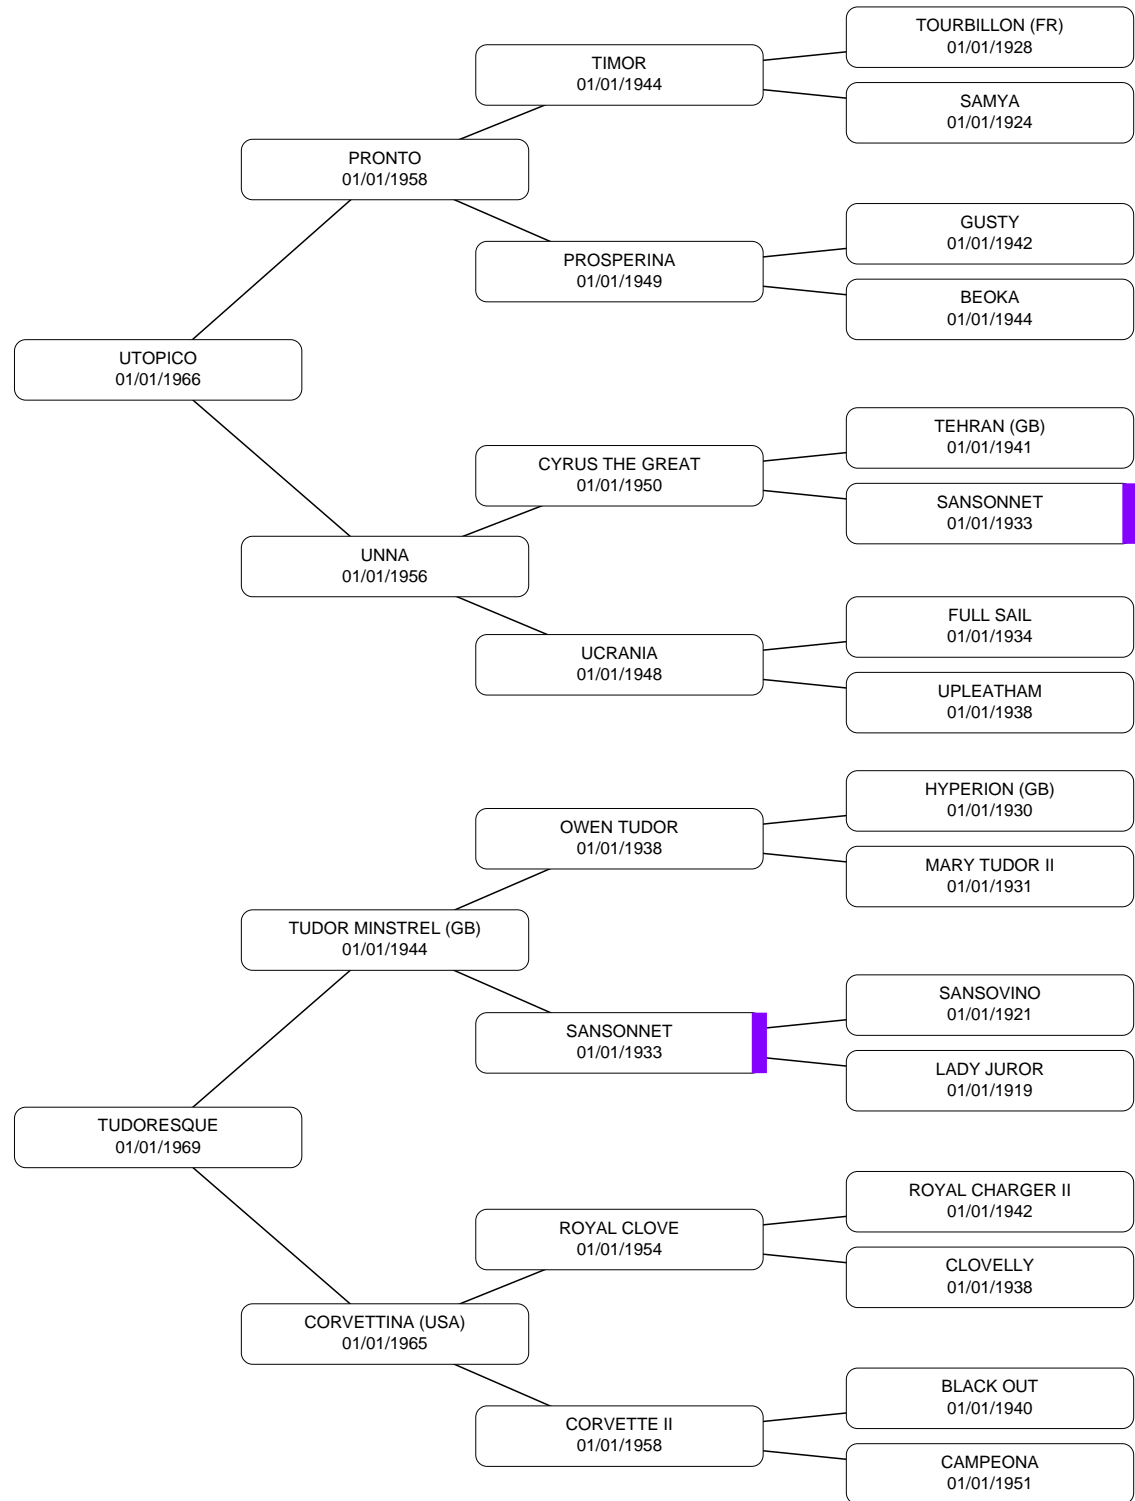 TOURBILLON (FR)
01/01/1928
TIMOR
01/01/1944
SAMYA
01/01/1924
PRONTO
01/01/1958
GUSTY
01/01/1942
PROSPERINA
01/01/1949
BEOKA
01/01/1944
UTOPICO
01/01/1966
TEHRAN (GB)
01/01/1941
CYRUS THE GREAT
01/01/1950
SANSONNET
01/01/1933
UNNA
01/01/1956
FULL SAIL
01/01/1934
UCRANIA
01/01/1948
UPLEATHAM
01/01/1938
HYPERION (GB)
01/01/1930
OWEN TUDOR
01/01/1938
MARY TUDOR II
01/01/1931
TUDOR MINSTREL (GB)
01/01/1944
SANSOVINO
01/01/1921
SANSONNET
01/01/1933
LADY JUROR
01/01/1919
TUDORESQUE
01/01/1969
ROYAL CHARGER II
01/01/1942
ROYAL CLOVE
01/01/1954
CLOVELLY
01/01/1938
CORVETTINA (USA)
01/01/1965
BLACK OUT
01/01/1940
CORVETTE II
01/01/1958
CAMPEONA
01/01/1951